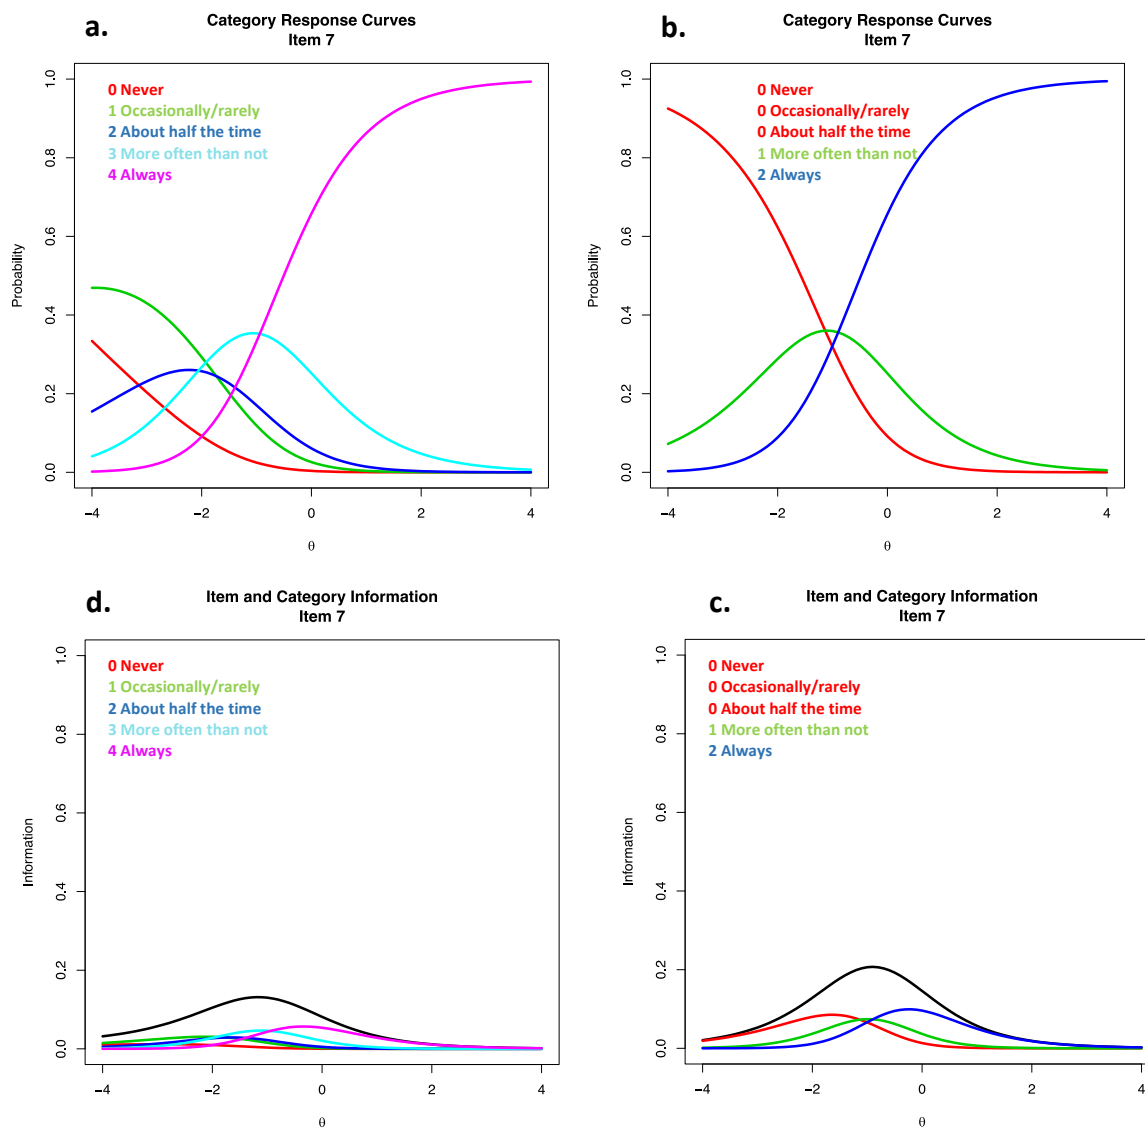 a.
Category Response Curves
Item 7
0 Never
1 Occasionally/rarely
2 About half the time
3 More often than not
4 Always
Probability
0.0 0.2 0.4 0.6 0.8 1.0
−4 −2 0 2 4
θ
b.
Category Response Curves
Item 7
0 Never
0 Occasionally/rarely
0 About half the time
1 More often than not
2 Always
Probability
0.0 0.2 0.4 0.6 0.8 1.0
−4 −2 0 2 4
θ
d.
Item and Category Information
Item 7
0 Never
1 Occasionally/rarely
2 About half the time
3 More often than not
4 Always
Information
0.0 0.2 0.4 0.6 0.8 1.0
−4 −2 0 2 4
θ
c.
Item and Category Information
Item 7
0 Never
0 Occasionally/rarely
0 About half the time
1 More often than not
2 Always
Information
0.0 0.2 0.4 0.6 0.8 1.0
−4 −2 0 2 4
θ